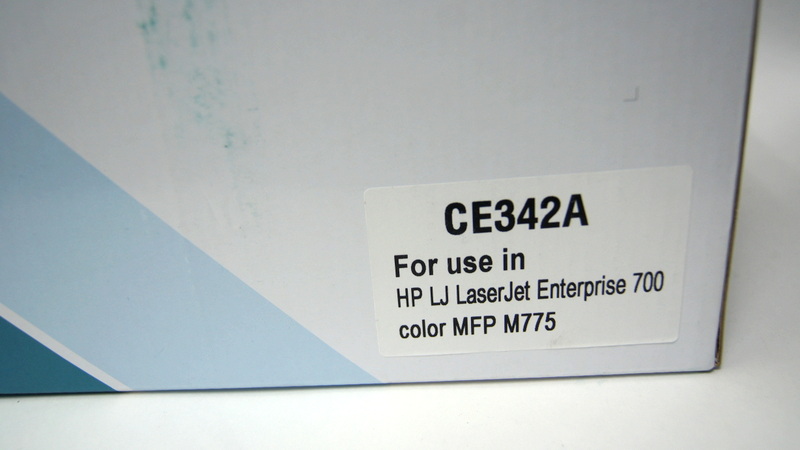 CE342A
For use in
HP LJ LaserJet Enterprise 700
color MFP M775